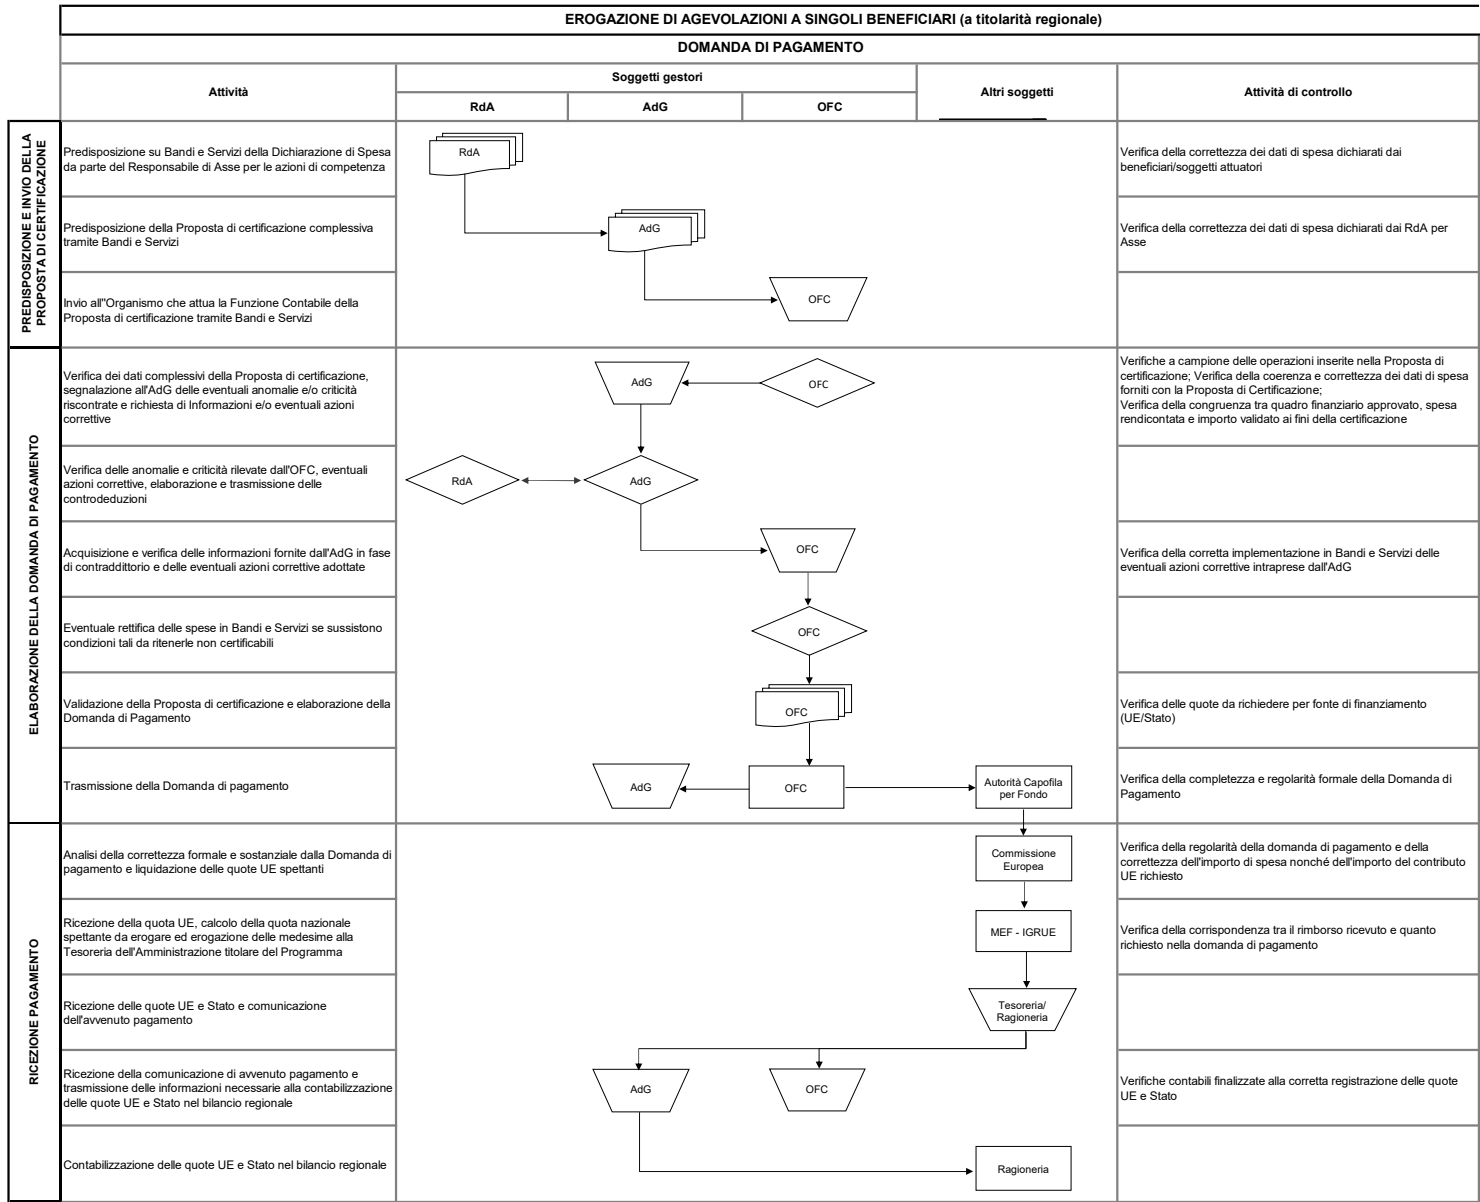 EROGAZIONE DI AGEVOLAZIONI A SINGOLI BENEFICIARI (a titolarità regionale)
DOMANDA DI PAGAMENTO
Attività
Soggetti gestori
Altri soggetti
Attività di controllo
RdA
AdG
OFC
PREDISPOSIZIONE E INVIO DELLA
PROPOSTA DI CERTIFICAZIONE
Predisposizione su Bandi e Servizi della Dichiarazione di Spesa
da parte del Responsabile di Asse per le azioni di competenza
RdA
Verifica della correttezza dei dati di spesa dichiarati dai
beneficiari/soggetti attuatori
Predisposizione della Proposta di certificazione complessiva
tramite Bandi e Servizi
AdG
Verifica della correttezza dei dati di spesa dichiarati dai RdA per
Asse
Invio all"Organismo che attua la Funzione Contabile della
Proposta di certificazione tramite Bandi e Servizi
OFC
ELABORAZIONE DELLA DOMANDA DI PAGAMENTO
Verifica dei dati complessivi della Proposta di certificazione,
segnalazione all'AdG delle eventuali anomalie e/o criticità
riscontrate e richiesta di Informazioni e/o eventuali azioni
correttive
AdG
OFC
Verifiche a campione delle operazioni inserite nella Proposta di
certificazione; Verifica della coerenza e correttezza dei dati di spesa
forniti con la Proposta di Certificazione;
Verifica della congruenza tra quadro finanziario approvato, spesa
rendicontata e importo validato ai fini della certificazione
Verifica delle anomalie e criticità rilevate dall'OFC, eventuali
azioni correttive, elaborazione e trasmissione delle
controdeduzioni
RdA
AdG
Acquisizione e verifica delle informazioni fornite dall'AdG in fase
di contraddittorio e delle eventuali azioni correttive adottate
OFC
Verifica della corretta implementazione in Bandi e Servizi delle
eventuali azioni correttive intraprese dall'AdG
Eventuale rettifica delle spese in Bandi e Servizi se sussistono
condizioni tali da ritenerle non certificabili
OFC
Validazione della Proposta di certificazione e elaborazione della
Domanda di Pagamento
OFC
Verifica delle quote da richiedere per fonte di finanziamento
(UE/Stato)
Trasmissione della Domanda di pagamento
AdG
OFC
Autorità Capofila
per Fondo
Verifica della completezza e regolarità formale della Domanda di
Pagamento
RICEZIONE PAGAMENTO
Analisi della correttezza formale e sostanziale dalla Domanda di
pagamento e liquidazione delle quote UE spettanti
Commissione
Europea
Verifica della regolarità della domanda di pagamento e della
correttezza dell'importo di spesa nonché dell'importo del contributo
UE richiesto
Ricezione della quota UE, calcolo della quota nazionale
spettante da erogare ed erogazione delle medesime alla
Tesoreria dell'Amministrazione titolare del Programma
MEF - IGRUE
Verifica della corrispondenza tra il rimborso ricevuto e quanto
richiesto nella domanda di pagamento
Ricezione delle quote UE e Stato e comunicazione
dell'avvenuto pagamento
Tesoreria/
Ragioneria
Ricezione della comunicazione di avvenuto pagamento e
trasmissione delle informazioni necessarie alla contabilizzazione
delle quote UE e Stato nel bilancio regionale
AdG
OFC
Verifiche contabili finalizzate alla corretta registrazione delle quote
UE e Stato
Contabilizzazione delle quote UE e Stato nel bilancio regionale
Ragioneria